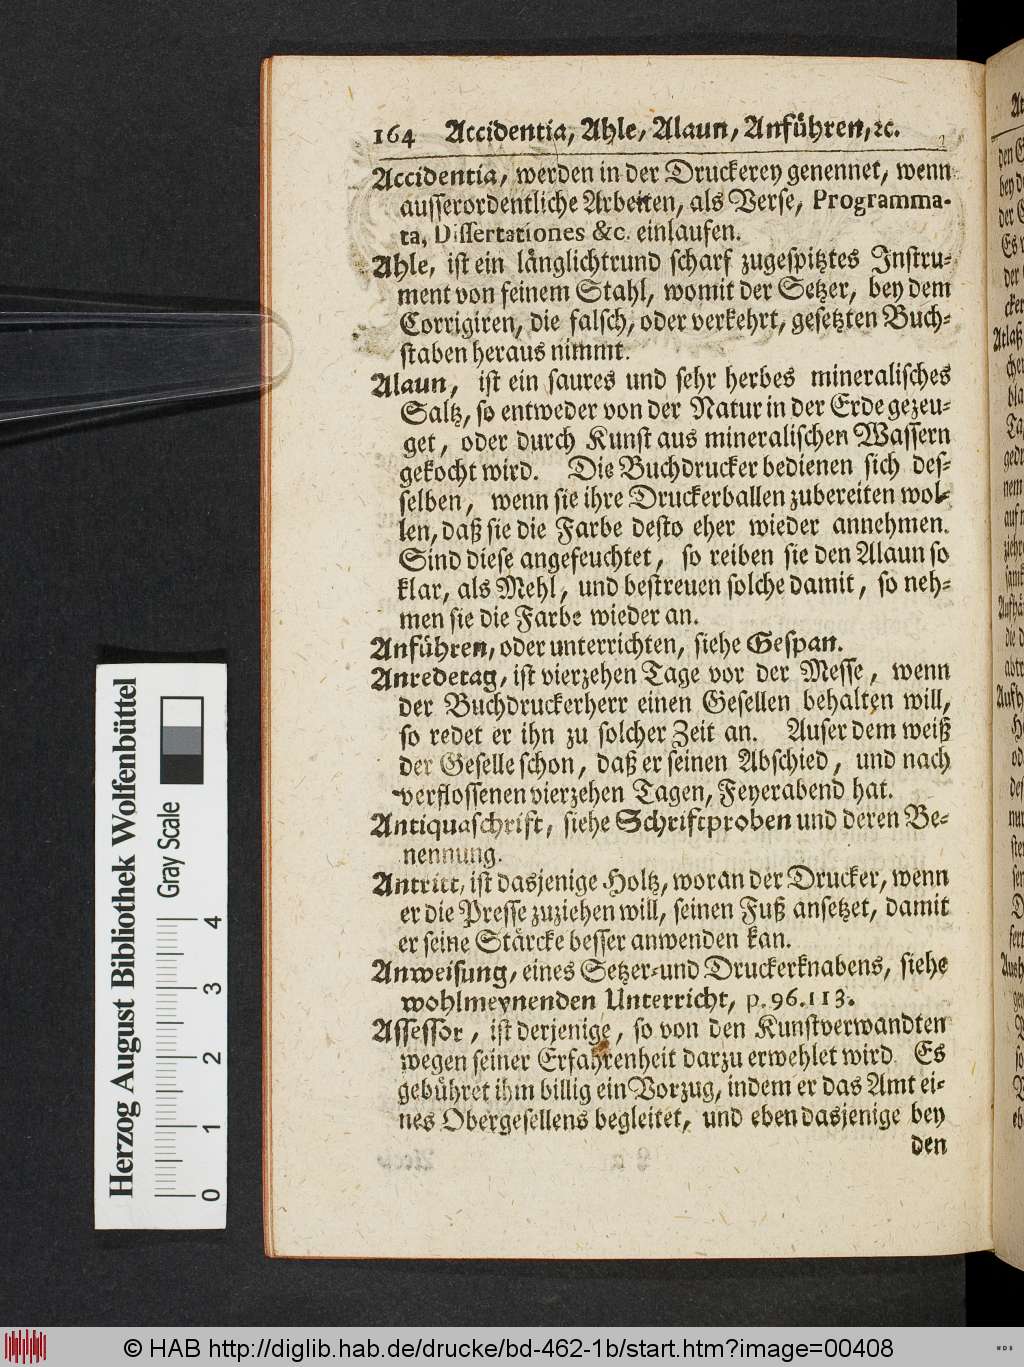 164 Accidentia, Ahle, Alaun, Anführen, ꝛc.
Accidentia, werden in der Druckerey genennet, wenn
ausserordentliche Arbeiten, als Verse, Programma-
ta, Dissertationes &c. einlaufen.
Ahle, ist ein länglichtrund scharf zugespitztes Instru-
ment von feinem Stahl, womit der Setzer, bey dem
Corrigiren, die falsch, oder verkehrt, gesetzten Buch-
staben heraus nimmt.
Alaun, ist ein saures und sehr herbes mineralisches
Saltz, so entweder von der Natur in der Erde gezeu-
get, oder durch Kunst aus mineralischen Wassern
gekocht wird. Die Buchdrucker bedienen sich des-
selben, wenn sie ihre Druckerballen zubereiten wol-
len, daß sie die Farbe desto eher wieder annehmen.
Sind diese angefeuchtet, so reiben sie den Alaun so
klar, als Mehl, und bestreuen solche damit, so neh-
men sie die Farbe wieder an.
Anführen, oder unterrichten, siehe Gespan.
Anredetag, ist vierzehen Tage vor der Messe, wenn
der Buchdruckerherr einen Gesellen behalten will,
so redet er ihn zu solcher Zeit an. Auser dem weiß
der Geselle schon, daß er seinen Abschied, und nach
verflossenen vierzehen Tagen, Feyerabend hat.
Antiquaschrift, siehe Schriftproben und deren Be-
nennung.
Antritt, ist dasjenige Holtz, woran der Drucker, wenn
er die Presse zuziehen will, seinen Fuß ansetzet, damit
er seine Stärcke besser anwenden kan.
Anweisung, eines Setzer- und Druckerknabens, siehe
wohlmeynenden Unterricht, p. 96. 113.
Assessor, ist derjenige, so von den Kunstverwandten
wegen seiner Erfahrenheit darzu erwehlet wird. Es
gebühret ihm billig ein Vorzug, indem er das Amt ei-
nes Obergesellens begleitet, und eben dasjenige bey
den
Herzog August Bibliothek Wolfenbüttel
Gray Scale
0 1 2 3 4
© HAB http://diglib.hab.de/drucke/bd-462-1b/start.htm?image=00408